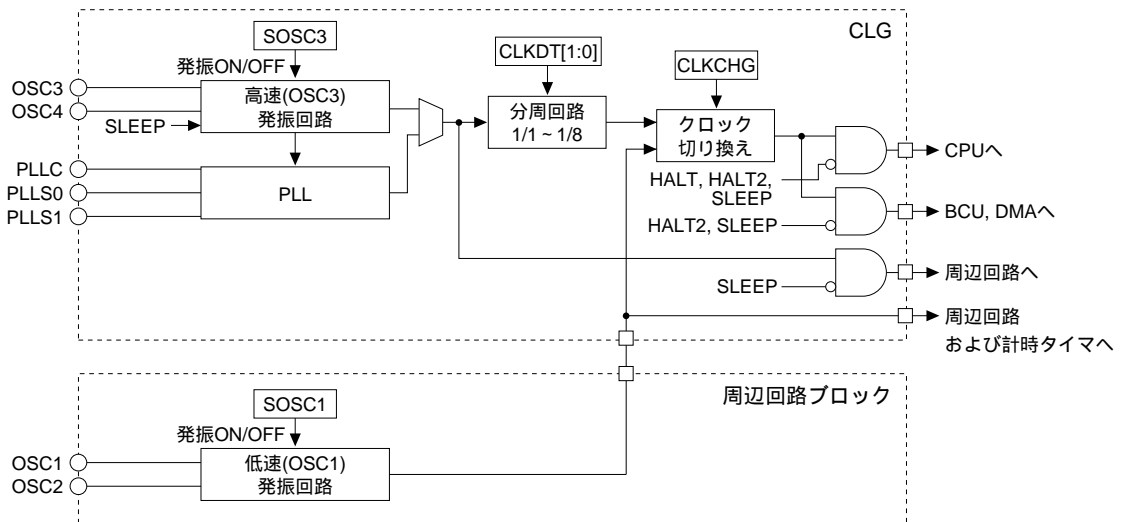 CLG
SOSC3
発振ON/OFF
OSC3
OSC4
SLEEP
高速(OSC3)
発振回路
PLLC
PLLS0
PLLS1
PLL
CLKDT[1:0]
分周回路
1/1 ~ 1/8
CLKCHG
クロック
切り換え
HALT, HALT2,
SLEEP
CPUへ
HALT2, SLEEP
BCU, DMAへ
SLEEP
周辺回路へ
周辺回路
および計時タイマへ
周辺回路ブロック
SOSC1
発振ON/OFF
OSC1
OSC2
低速(OSC1)
発振回路